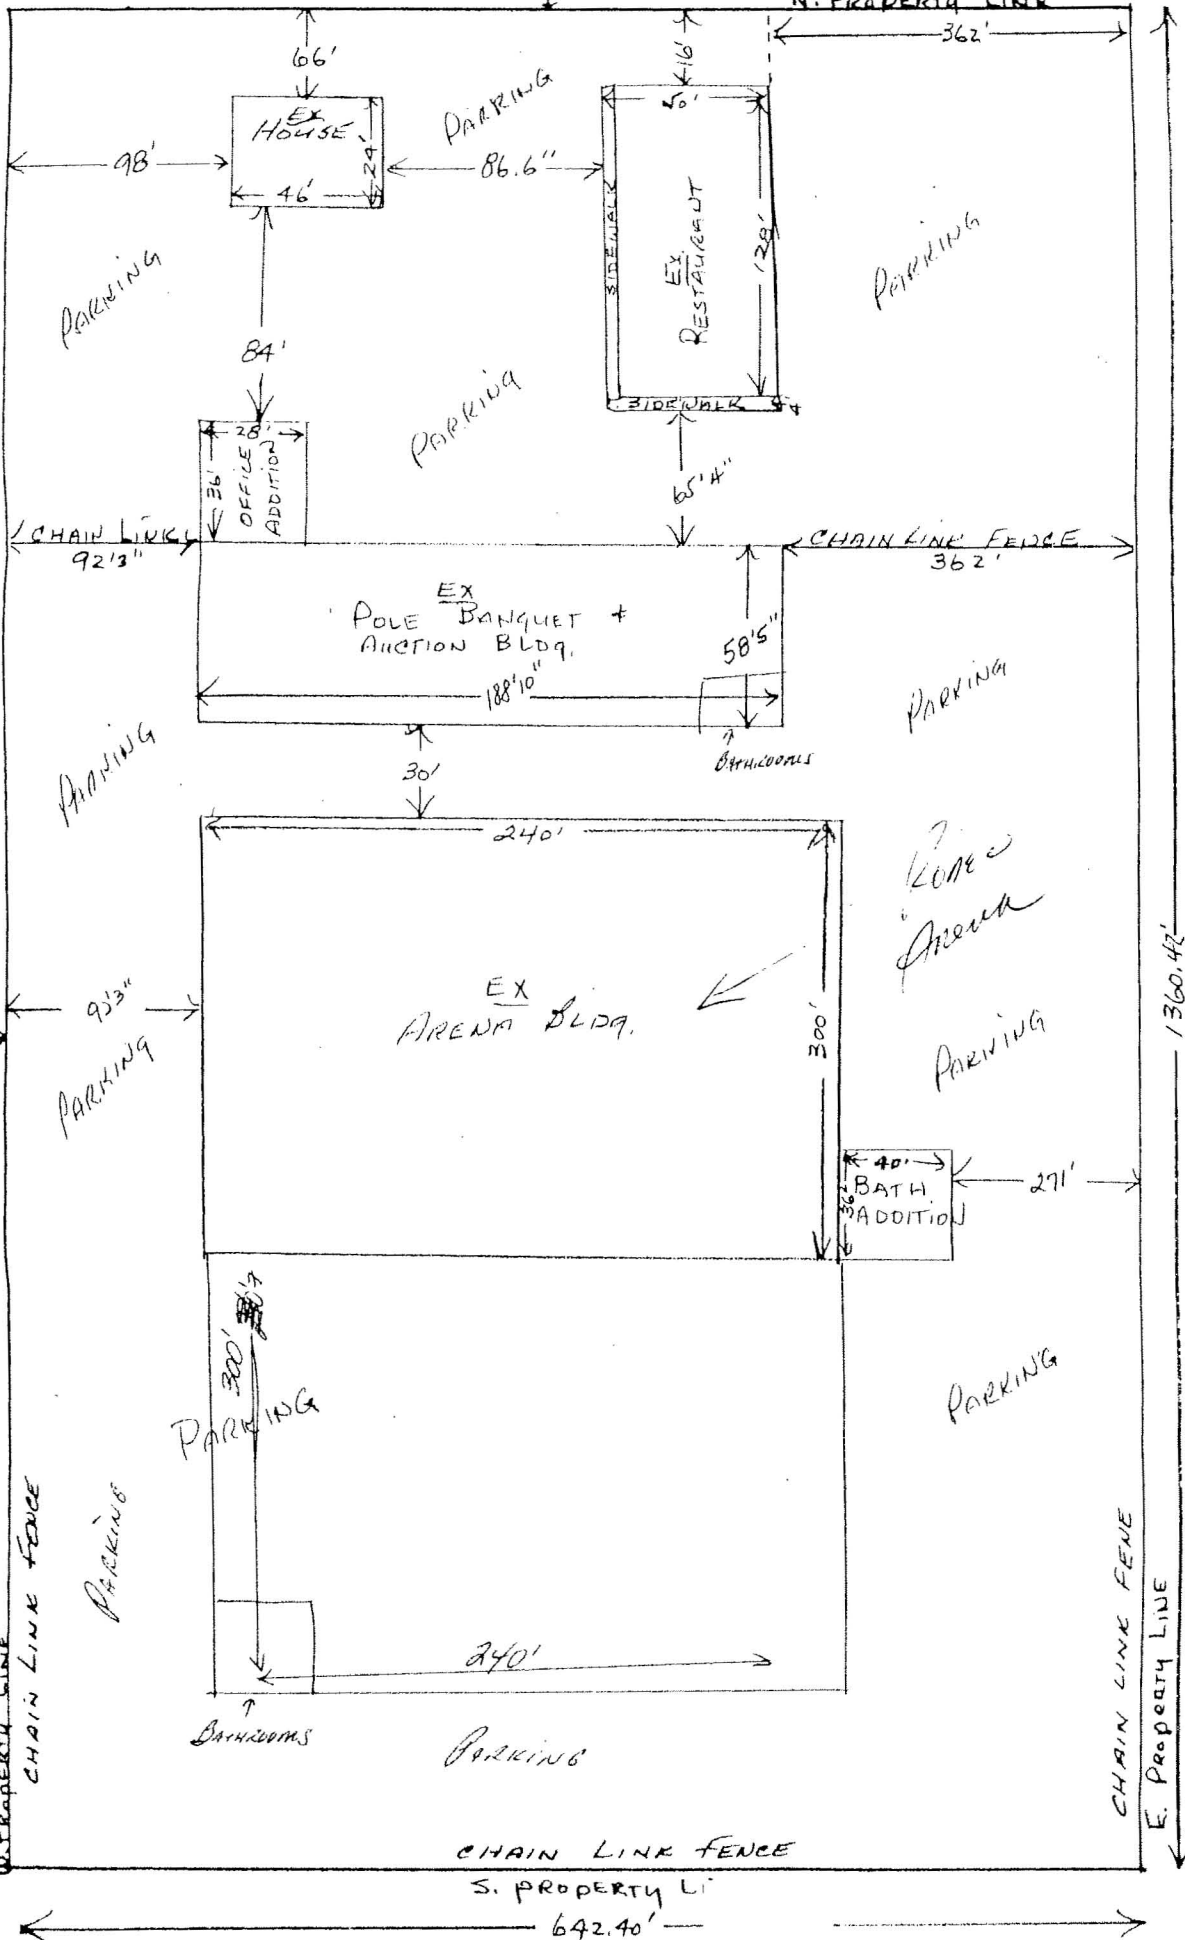 N. PROPERTY LINE
362'
66'
16'
PARKING
50'
EX
HOUSE
24'
46'
98'
86.6"
SIDEWALK
EX.
RESTAURANT
128'
PARKING
PARKING
84'
PARKING
SIDEWALK
4'
28'
36'
OFFICE
ADDITION
65'4"
CHAIN LINK
92'3"
CHAIN LINK FENCE
362'
EX
POLE BANQUET +
AUCTION BLDG.
58'5"
188'10"
BATHROOMS
PARKING
PARKING
30'
240'
RODEO
ARENA
93'3"
EX
ARENA BLDG.
300'
PARKING
PARKING
1360.42'
40'
36'
BATH
ADDITION
271'
300'
PARKING
PARKING
PARKING
240'
BATHROOMS
PARKING
W. PROPERTY LINE
CHAIN LINK FENCE
CHAIN LINK FENE
E. PROPERTY LINE
CHAIN LINK FENCE
S. PROPERTY LI
642.40'